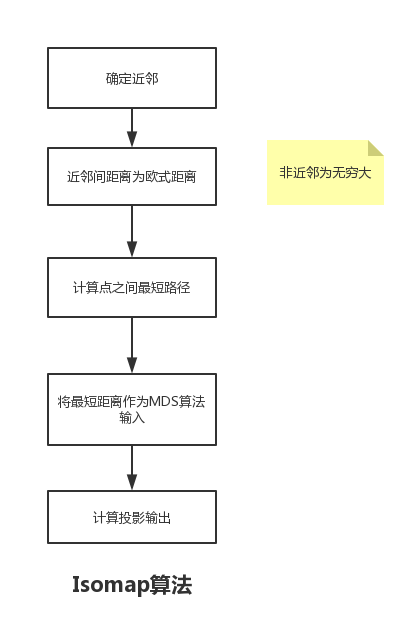 确定近邻
近邻间距离为欧式距离
非近邻为无穷大
计算点之间最短路径
将最短距离作为MDS算法
输入
计算投影输出
Isomap算法